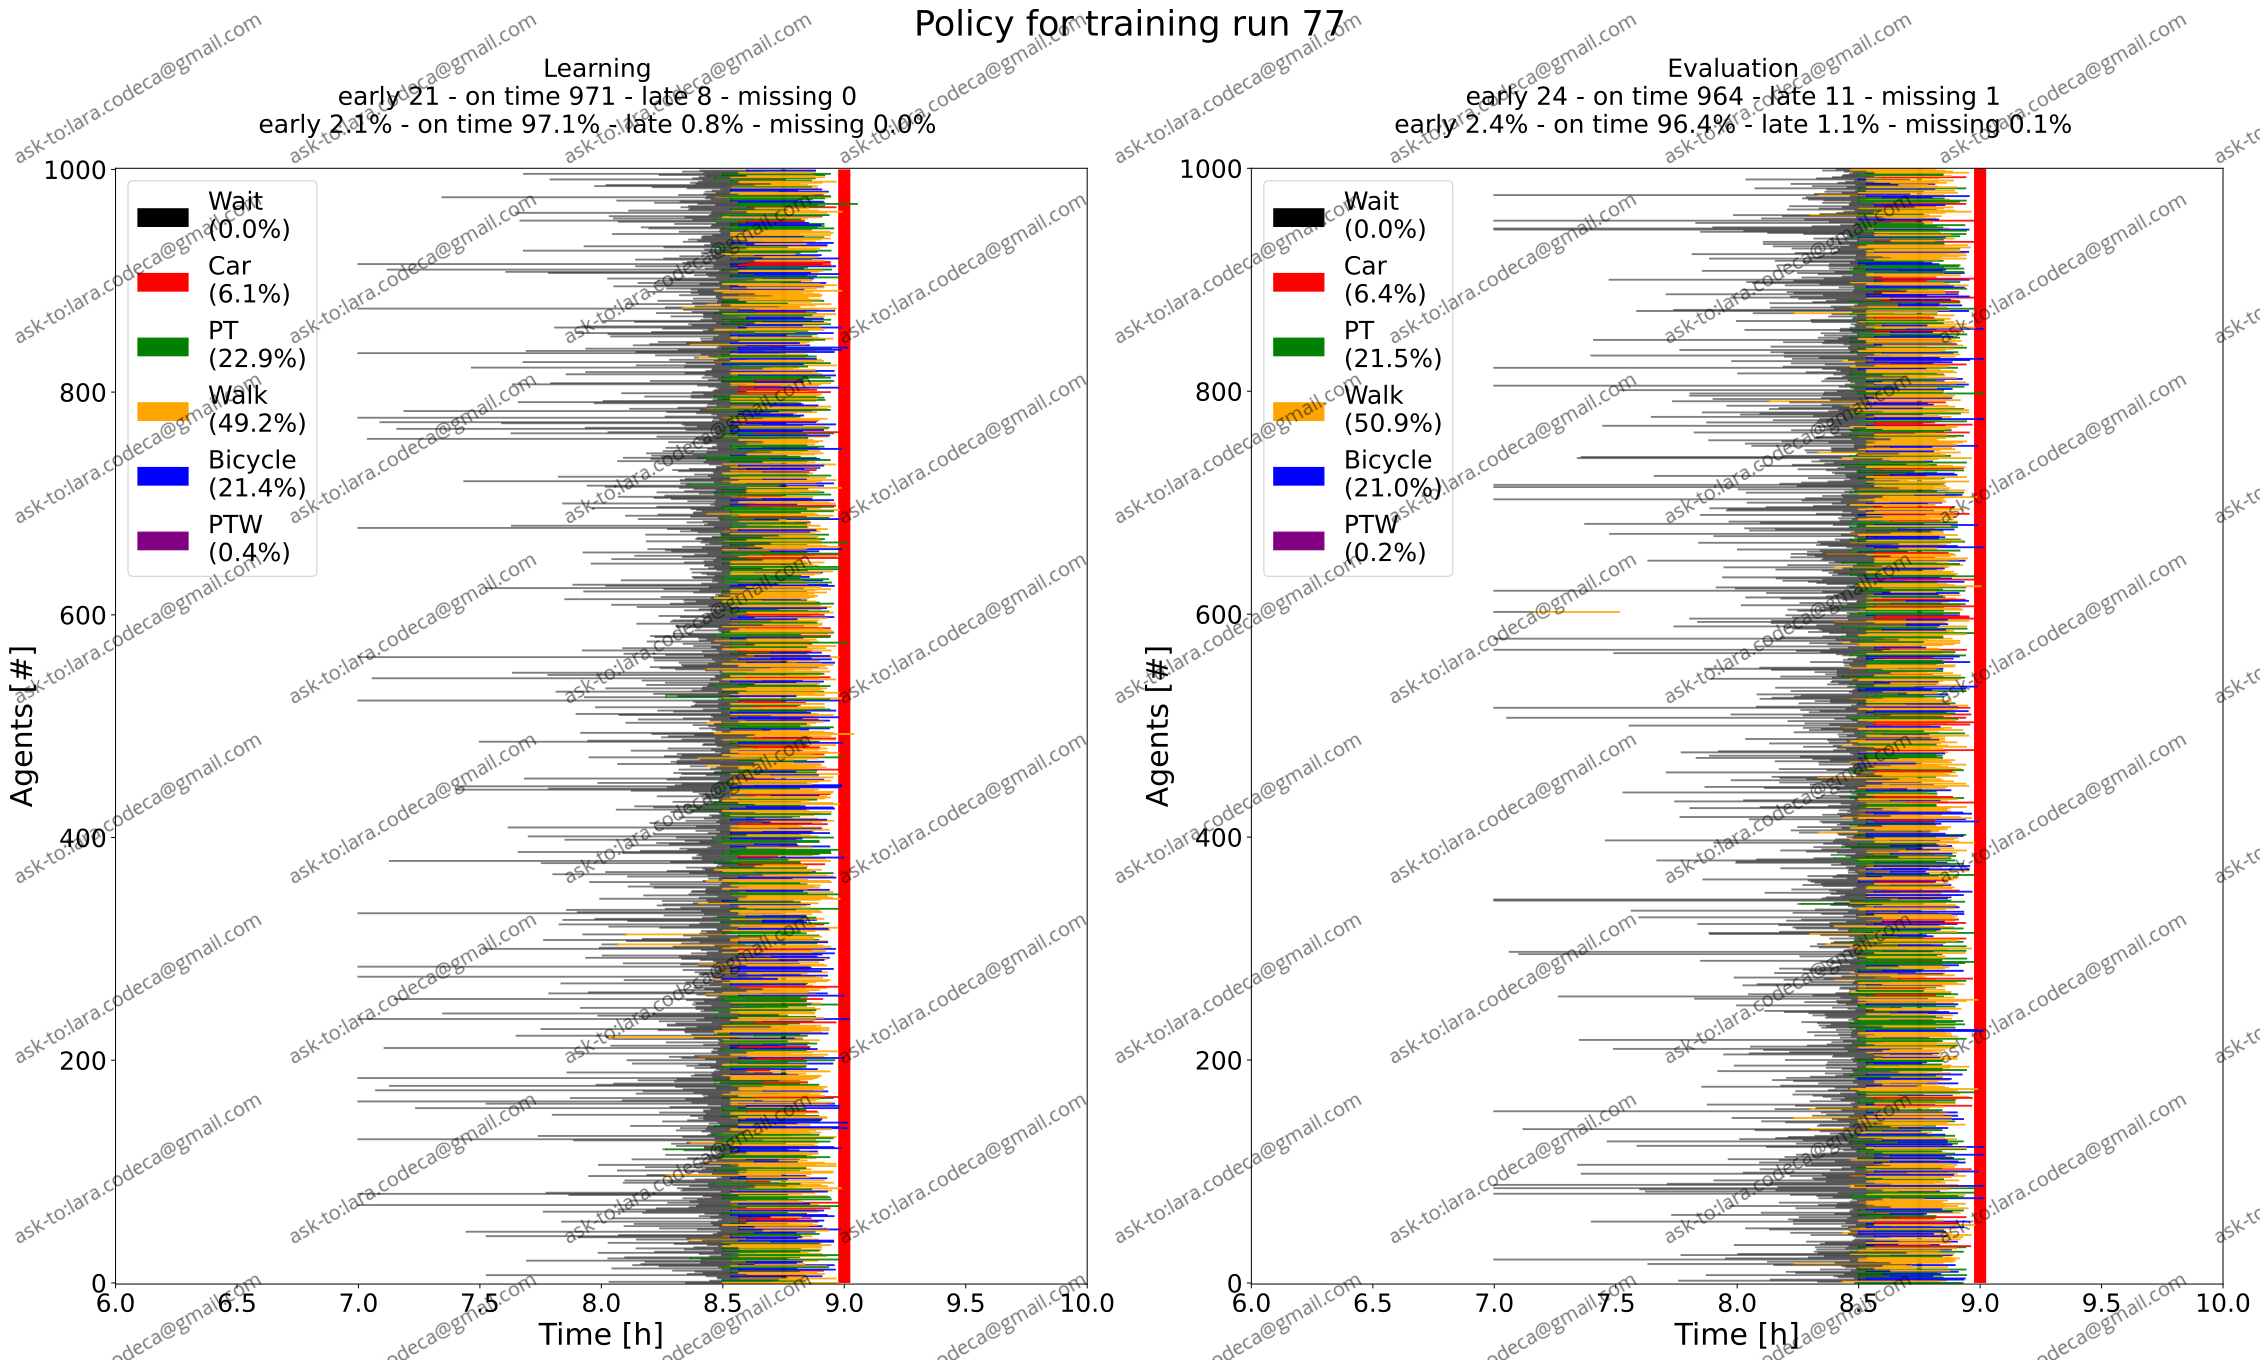 Policy for training run 77
Learning
early 21 - on time 971 - late 8 - missing 0
early 2.1% - on time 97.1% - late 0.8% - missing 0.0%
Agents [#]
1000
800
600
400
200
0
Wait
(0.0%)
Car
(6.1%)
PT
(22.9%)
Walk
(49.2%)
Bicycle
(21.4%)
PTW
(0.4%)
6.0 6.5 7.0 7.5 8.0 8.5 9.0 9.5 10.0
Time [h]
Evaluation
early 24 - on time 964 - late 11 - missing 1
early 2.4% - on time 96.4% - late 1.1% - missing 0.1%
Agents [#]
1000
800
600
400
200
0
Wait
(0.0%)
Car
(6.4%)
PT
(21.5%)
Walk
(50.9%)
Bicycle
(21.0%)
PTW
(0.2%)
6.0 6.5 7.0 7.5 8.0 8.5 9.0 9.5 10.0
Time [h]
ask-to:lara.codeca@gmail.com